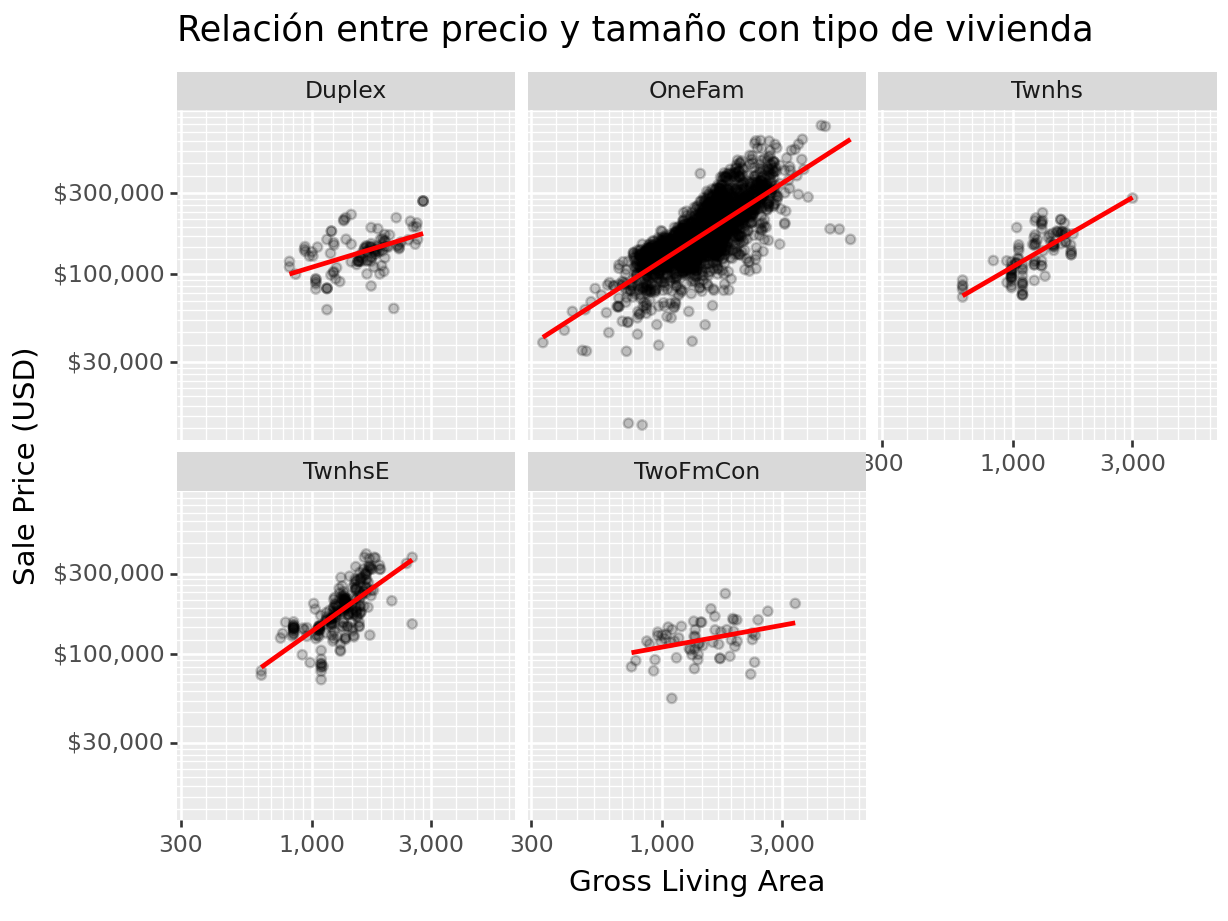 Relación entre precio y tamaño con tipo de vivienda
Duplex
OneFam
Twnhs
$300,000
$100,000
$30,000
300
1,000
3,000
TwnhsE
TwoFmCon
$300,000
$100,000
$30,000
300
1,000
3,000
300
1,000
3,000
Sale Price (USD)
Gross Living Area